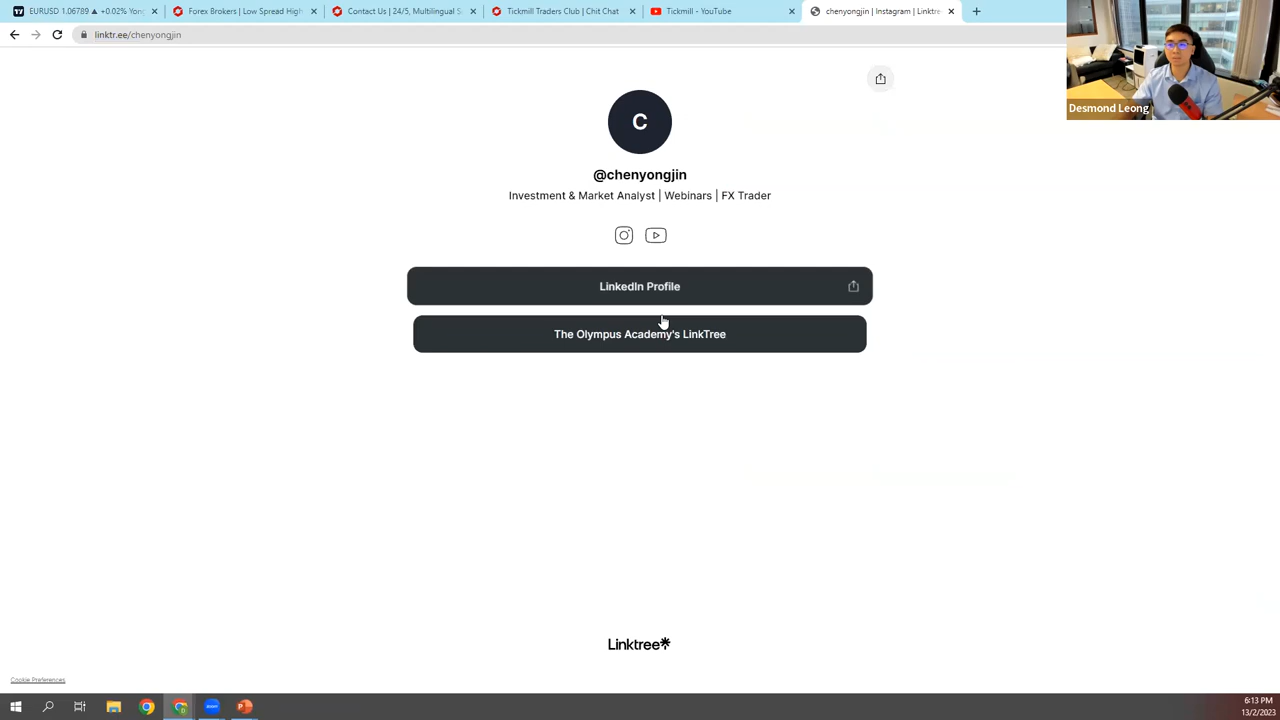 EURUSD 1.06789 ▲ +0.02% Yong
Forex Brokers | Low Spread High
Contact Us | 24/5, Multilingual S
Tickmill Traders Club | Chit Chat
Tickmill - YouTube
chenyongjin | Instagram | Linktre
linktr.ee/chenyongjin
Desmond Leong
C
@chenyongjin
Investment & Market Analyst | Webinars | FX Trader
LinkedIn Profile
The Olympus Academy's LinkTree
Linktree
Cookie Preferences
zoom
6:13 PM
13/2/2023